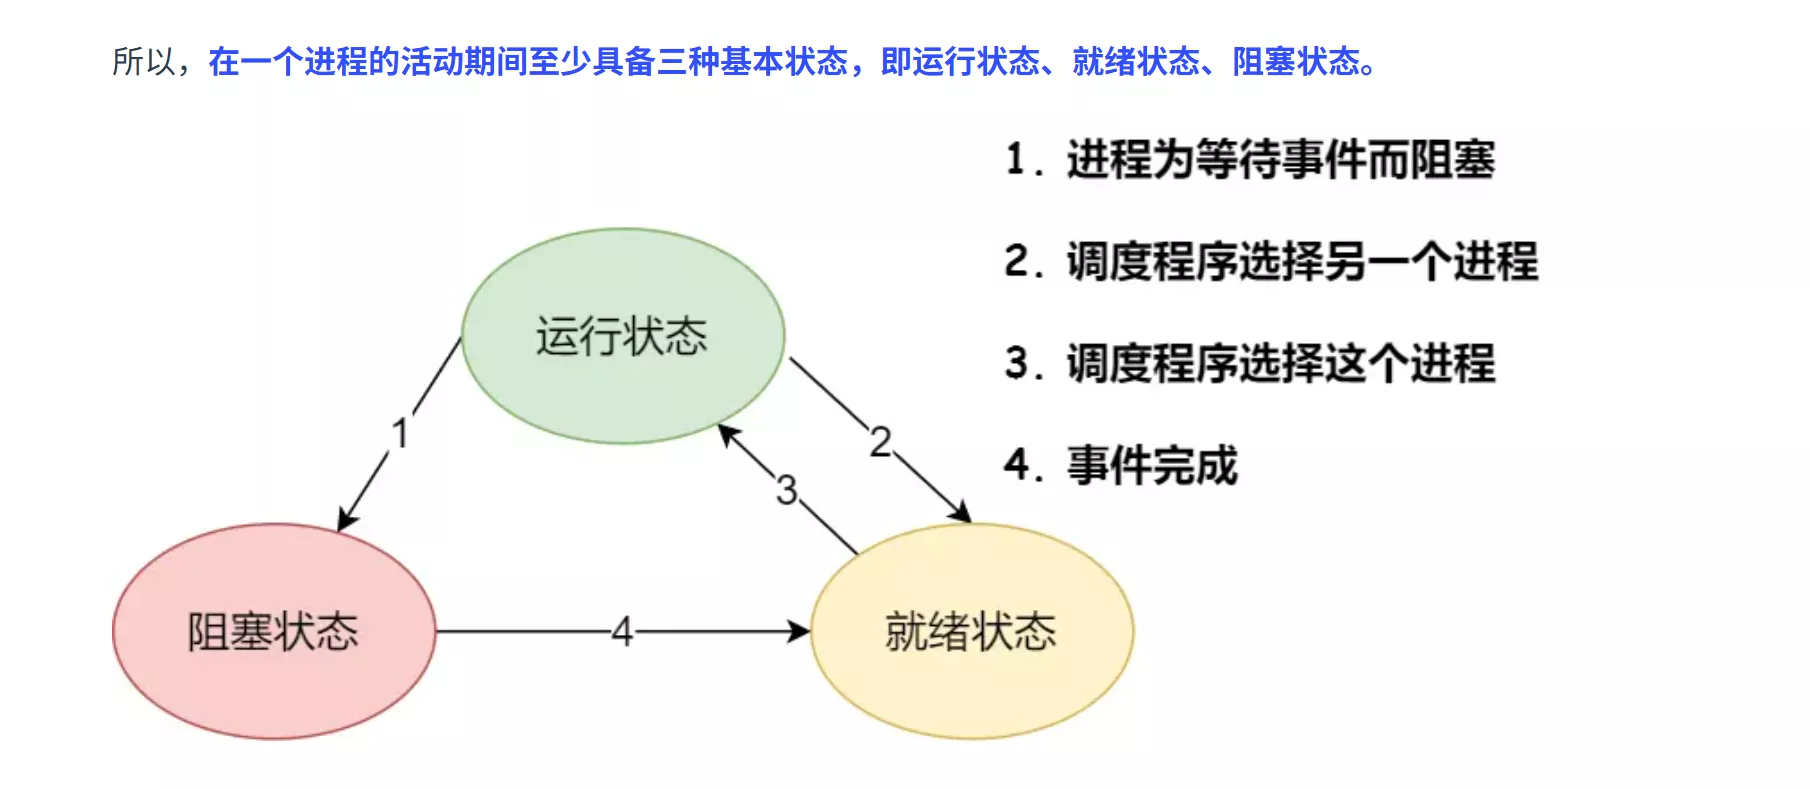 所以，在一个进程的活动期间至少具备三种基本状态，即运行状态、就绪状态、阻塞状态。
1. 进程为等待事件而阻塞
2. 调度程序选择另一个进程
3. 调度程序选择这个进程
4. 事件完成
运行状态
1
2
3
阻塞状态
4
就绪状态